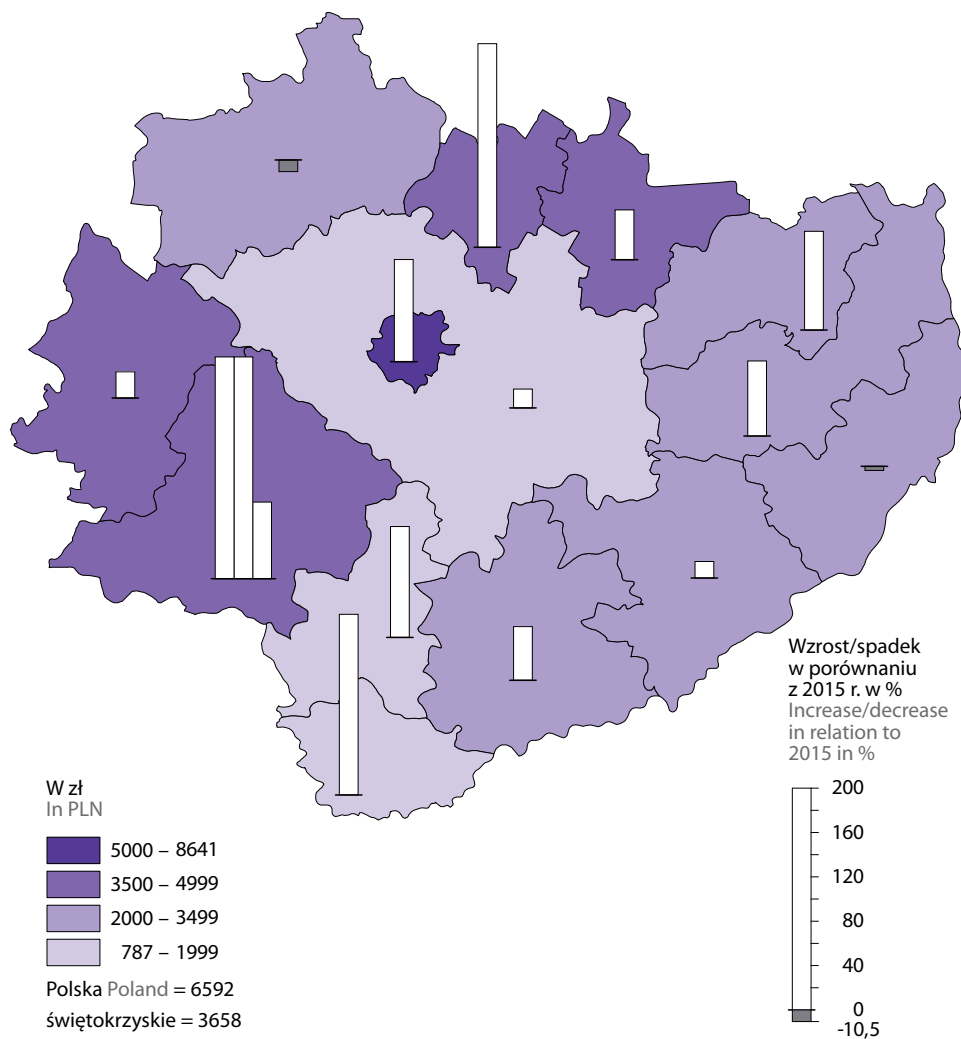 Wzrost/spadek
w porównaniu
z 2015 r. w %
Increase/decrease
in relation to
2015 in %
200
160
120
80
40
0
-10,5
W zł
In PLN
5000 – 8641
3500 – 4999
2000 – 3499
787 – 1999
Polska Poland = 6592
świętokrzyskie = 3658